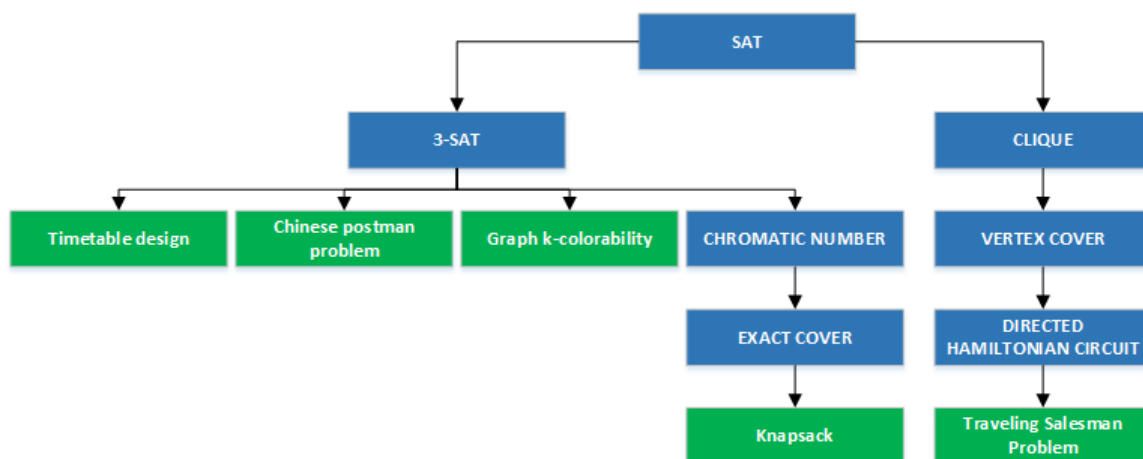 SAT
3-SAT
CLIQUE
Timetable design
Chinese postman
problem
Graph k-colorability
CHROMATIC NUMBER
VERTEX COVER
EXACT COVER
DIRECTED
HAMILTONIAN CIRCUIT
Knapsack
Traveling Salesman
Problem